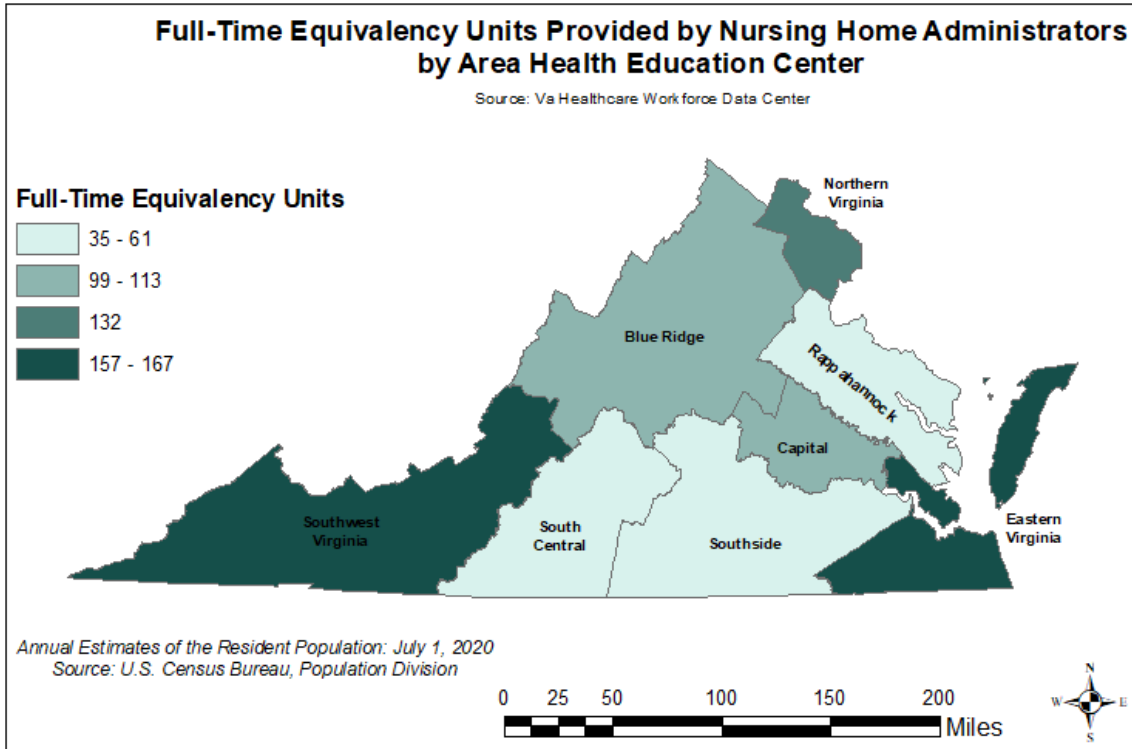 Full-Time Equivalency Units Provided by Nursing Home Administrators
by Area Health Education Center
Source: Va Healthcare Workforce Data Center
Full-Time Equivalency Units
35 - 61
99 - 113
132
157 - 167
Northern
Virginia
Blue Ridge
Rappahannock
Capital
Southwest
Virginia
South
Central
Southside
Eastern
Virginia
Annual Estimates of the Resident Population: July 1, 2020
Source: U.S. Census Bureau, Population Division
0 25 50 100 150 200
Miles
N
W E
S